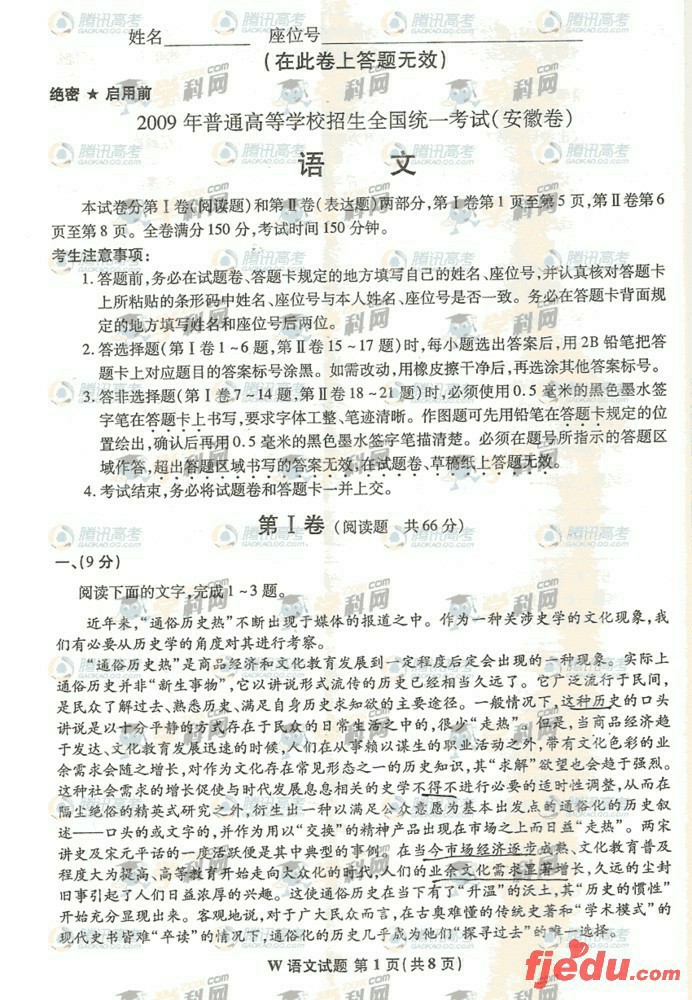 姓名 座位号
(在此卷上答题无效)
绝密 ★ 启用前
2009 年普通高等学校招生全国统一考试(安徽卷)
语 文
本试卷分第Ⅰ卷(阅读题)和第Ⅱ卷(表达题)两部分,第Ⅰ卷第1页至第5页,第Ⅱ卷第6
页至第8页。全卷满分150分,考试时间150分钟。
考生注意事项:
1. 答题前,务必在试题卷、答题卡规定的地方填写自己的姓名、座位号,并认真核对答题卡
上所粘贴的条形码中姓名、座位号与本人姓名、座位号是否一致。务必在答题卡背面规
定的地方填写姓名和座位号后两位。
2. 答选择题(第Ⅰ卷1~6题,第Ⅱ卷15~17题)时,每小题选出答案后,用2B铅笔把答
题卡上对应题目的答案标号涂黑。如需改动,用橡皮擦干净后,再选涂其他答案标号。
3. 答非选择题(第Ⅰ卷7~14题,第Ⅱ卷18~21题)时,必须使用0.5毫米的黑色墨水签
字笔在答题卡上书写,要求字体工整、笔迹清晰。作图题可先用铅笔在答题卡规定的位
置绘出,确认后再用0.5毫米的黑色墨水签字笔描清楚。必须在题号所指示的答题区
域作答,超出答题区域书写的答案无效,在试题卷、草稿纸上答题无效。
4. 考试结束,务必将试题卷和答题卡一并上交。
第Ⅰ卷(阅读题 共66分)
一、(9分)
阅读下面的文字,完成1~3题。
近年来,“通俗历史热”不断出现于媒体的报道之中。作为一种关涉史学的文化现象,我
们有必要从历史学的角度对其进行考察。
“通俗历史热”是商品经济和文化教育发展到一定程度后定会出现的一种现象。实际上
通俗历史并非“新生事物”,它以讲说形式流传的历史已经相当久远了。它广泛流行于民间,
是民众了解过去、熟悉历史、满足自身历史求知欲的主要途径。一般情况下,这种历史的口头
讲说是以十分平静的方式存在于民众的日常生活之中的,很少“走热”。但是,当商品经济趋
于发达、文化教育发展迅速的时候,人们在从事赖以谋生的职业活动之外,带有文化色彩的业
余需求会随之增长,对作为文化存在常见形态之一的历史知识,其“求解”欲望也会趋于强烈。
这种社会需求的增长促使与时代发展息息相关的史学不得不进行必要的适时性调整,从而在
隔尘绝俗的精英式研究之外,衍生出一种以满足公众意愿为基本出发点的通俗化的历史叙
述——口头的或文字的,并作为用以“交换”的精神产品出现在市场之上而日益“走热”。两宋
讲史及宋元平话的一度活跃便是其中典型的事例。在当今市场经济逐步成熟、文化教育普及
程度大为提高、高等教育开始走向大众化的时代,人们的业余文化需求显著增长,久远的尘封
旧事引起了人们日益浓厚的兴趣。这使通俗历史在当下有了“升温”的沃土,其“历史的惯性”
开始充分显现出来。客观地说,对于广大民众而言,在古奥难懂的传统史著和“学术模式”的
现代史书皆难“卒读”的情况下,通俗化的历史几乎成为他们“探寻过去”的唯一选择。
W 语文试题 第1页(共8页)
fjedu.com